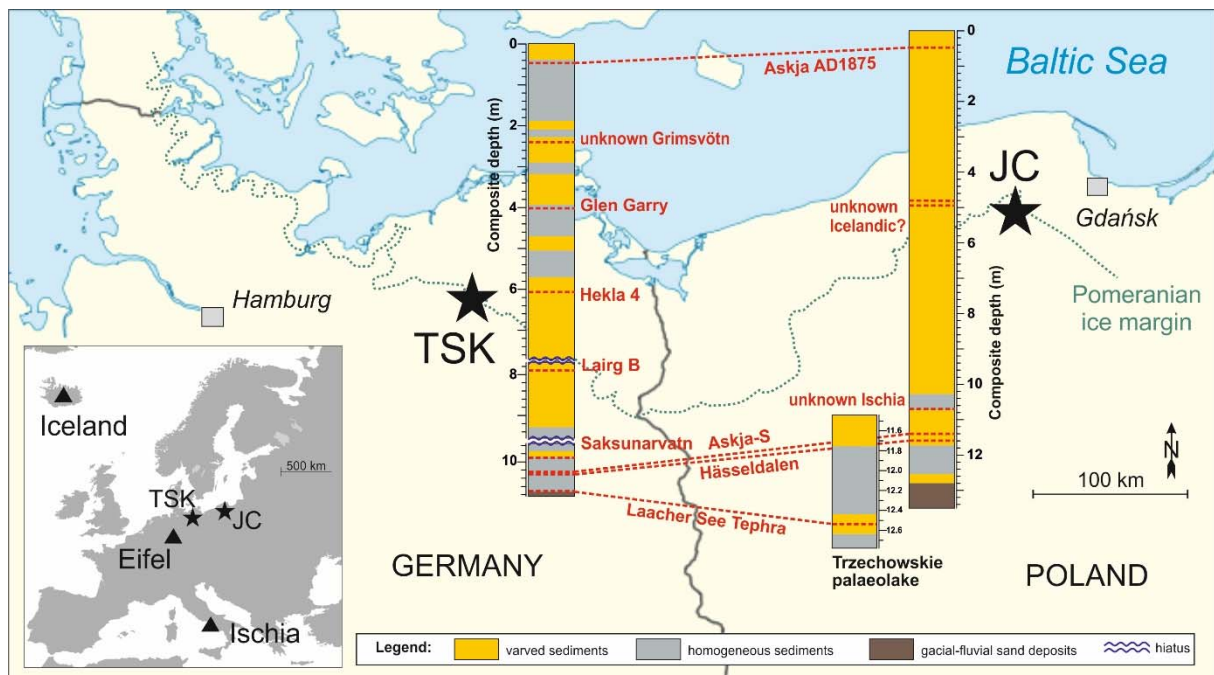 Baltic Sea
Askja AD1875
unknown Grimsvötn
Glen Garry
Hekla 4
Lairg B
Saksunarvatn
Askja-S
Hässeldalen
Laacher See Tephra
unknown
Icelandic?
unknown Ischia
Composite depth (m)
0
2
4
6
8
10
Composite depth (m)
0
2
4
6
8
10
12
11.6
11.8
12.0
12.2
12.4
12.6
Trzechowskie
palaeolake
JC
Gdańsk
Pomeranian
ice margin
Hamburg
TSK
GERMANY
POLAND
N
100 km
Iceland
500 km
TSK
JC
Eifel
Ischia
Legend:
varved sediments
homogeneous sediments
gacial-fluvial sand deposits
hiatus